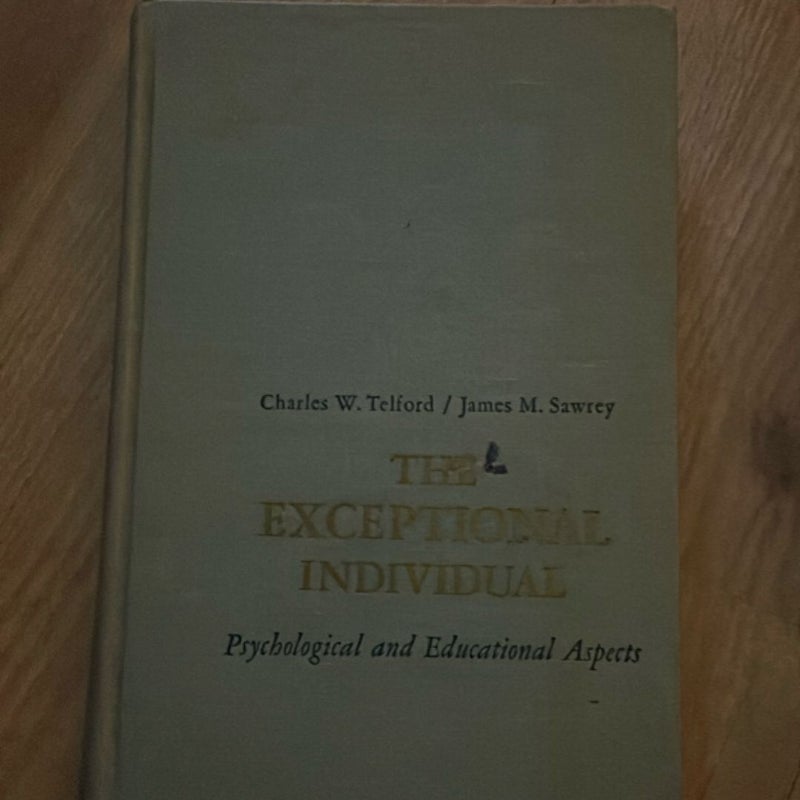 Charles W. Telford / James M. Sawrey
THE
EXCEPTIONAL
INDIVIDUAL
Psychological and Educational Aspects